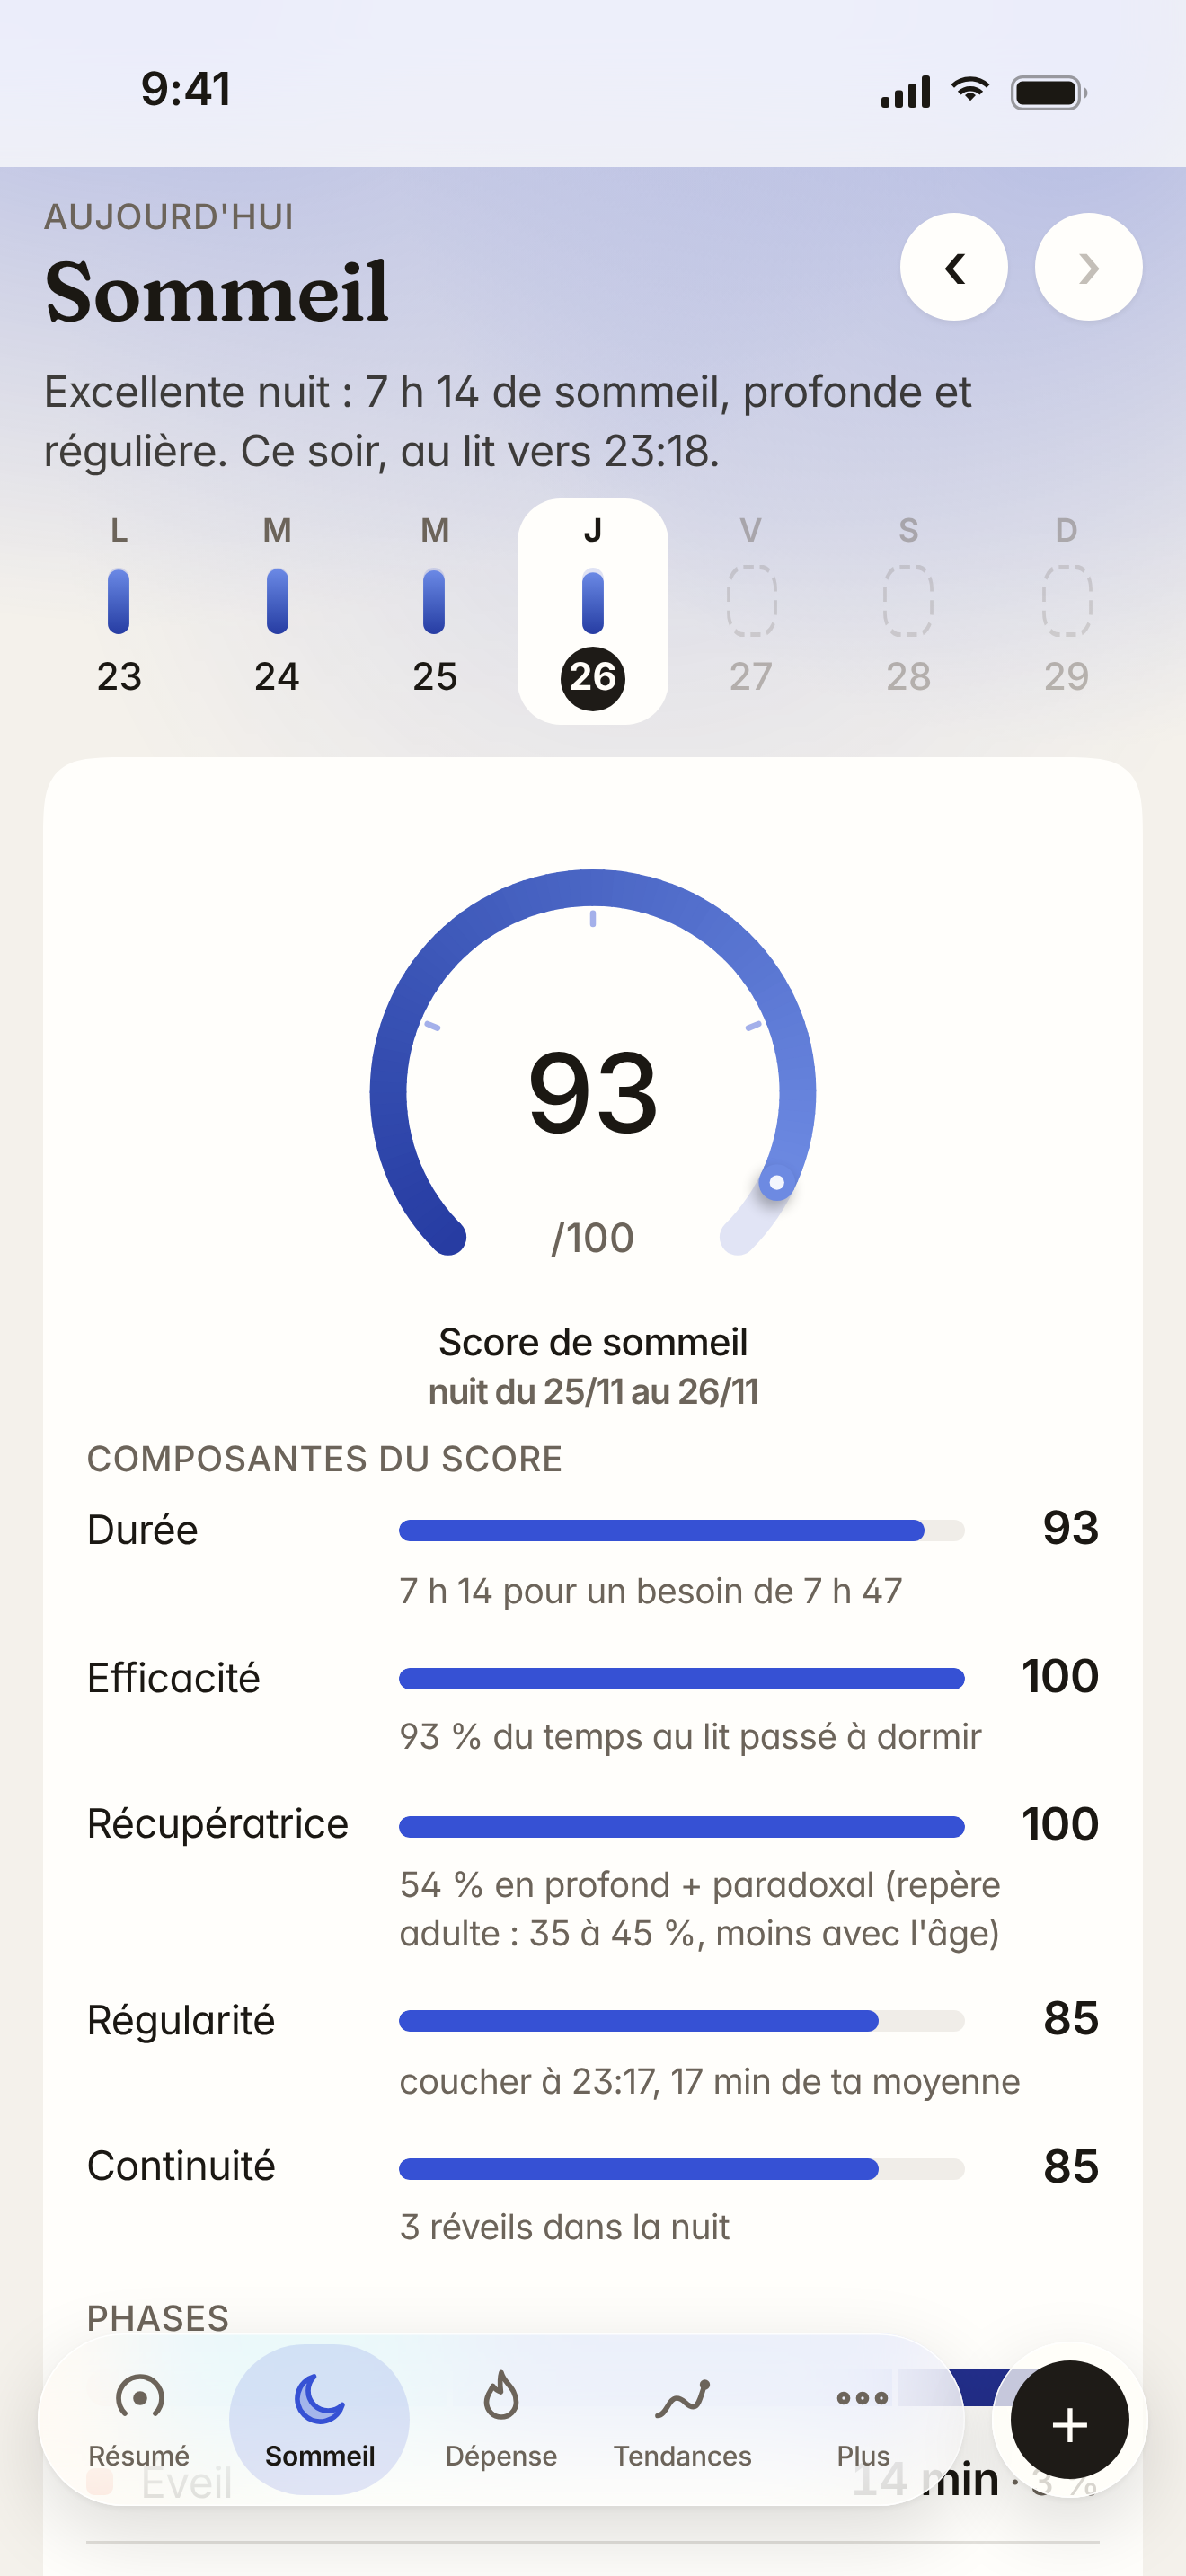 9:41
AUJOURD'HUI
Sommeil
Excellente nuit : 7 h 14 de sommeil, profonde et
régulière. Ce soir, au lit vers 23:18.
L M M J V S D
23 24 25 26 27 28 29
93
/100
Score de sommeil
nuit du 25/11 au 26/11
COMPOSANTES DU SCORE
Durée 93
7 h 14 pour un besoin de 7 h 47
Efficacité 100
93 % du temps au lit passé à dormir
Récupératrice 100
54 % en profond + paradoxal (repère
adulte : 35 à 45 %, moins avec l'âge)
Régularité 85
coucher à 23:17, 17 min de ta moyenne
Continuité 85
3 réveils dans la nuit
PHASES
Résumé Sommeil Dépense Tendances Plus
Éveil 14 min · 3 %